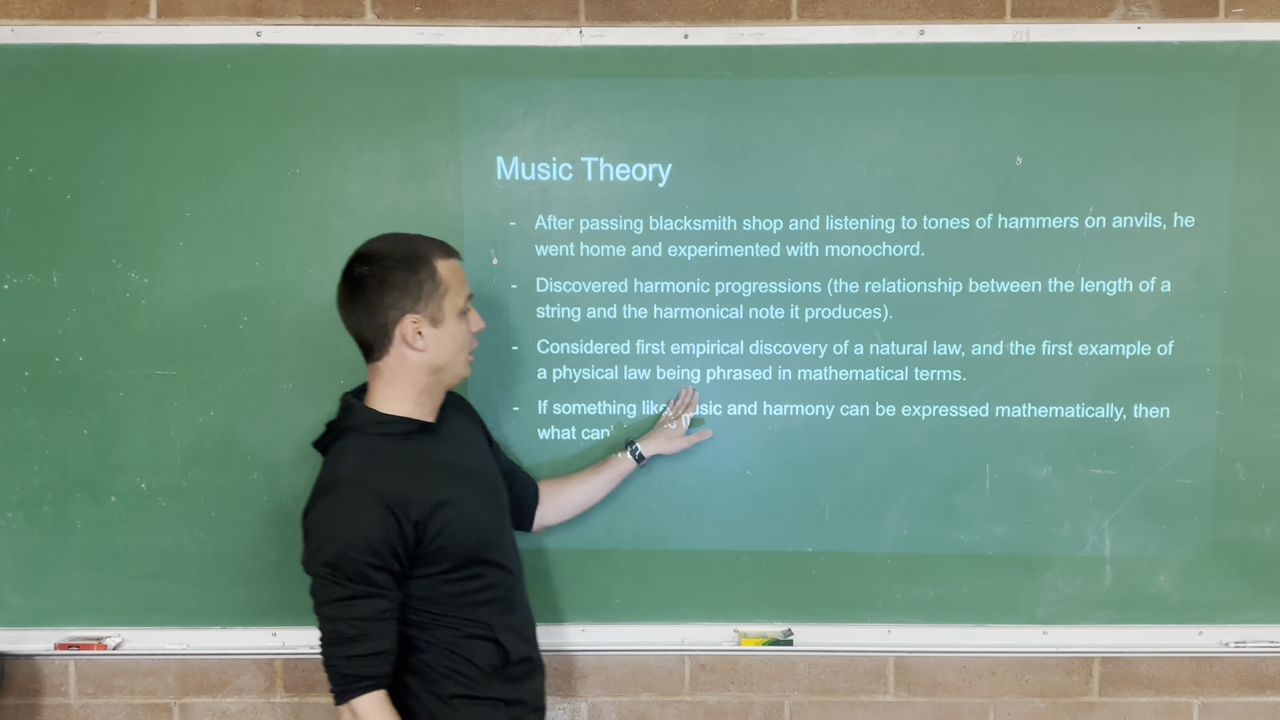 Music Theory
- After passing blacksmith shop and listening to tones of hammers on anvils, he
went home and experimented with monochord.
- Discovered harmonic progressions (the relationship between the length of a
string and the harmonical note it produces).
- Considered first empirical discovery of a natural law, and the first example of
a physical law being phrased in mathematical terms.
- If something like music and harmony can be expressed mathematically, then
what can'